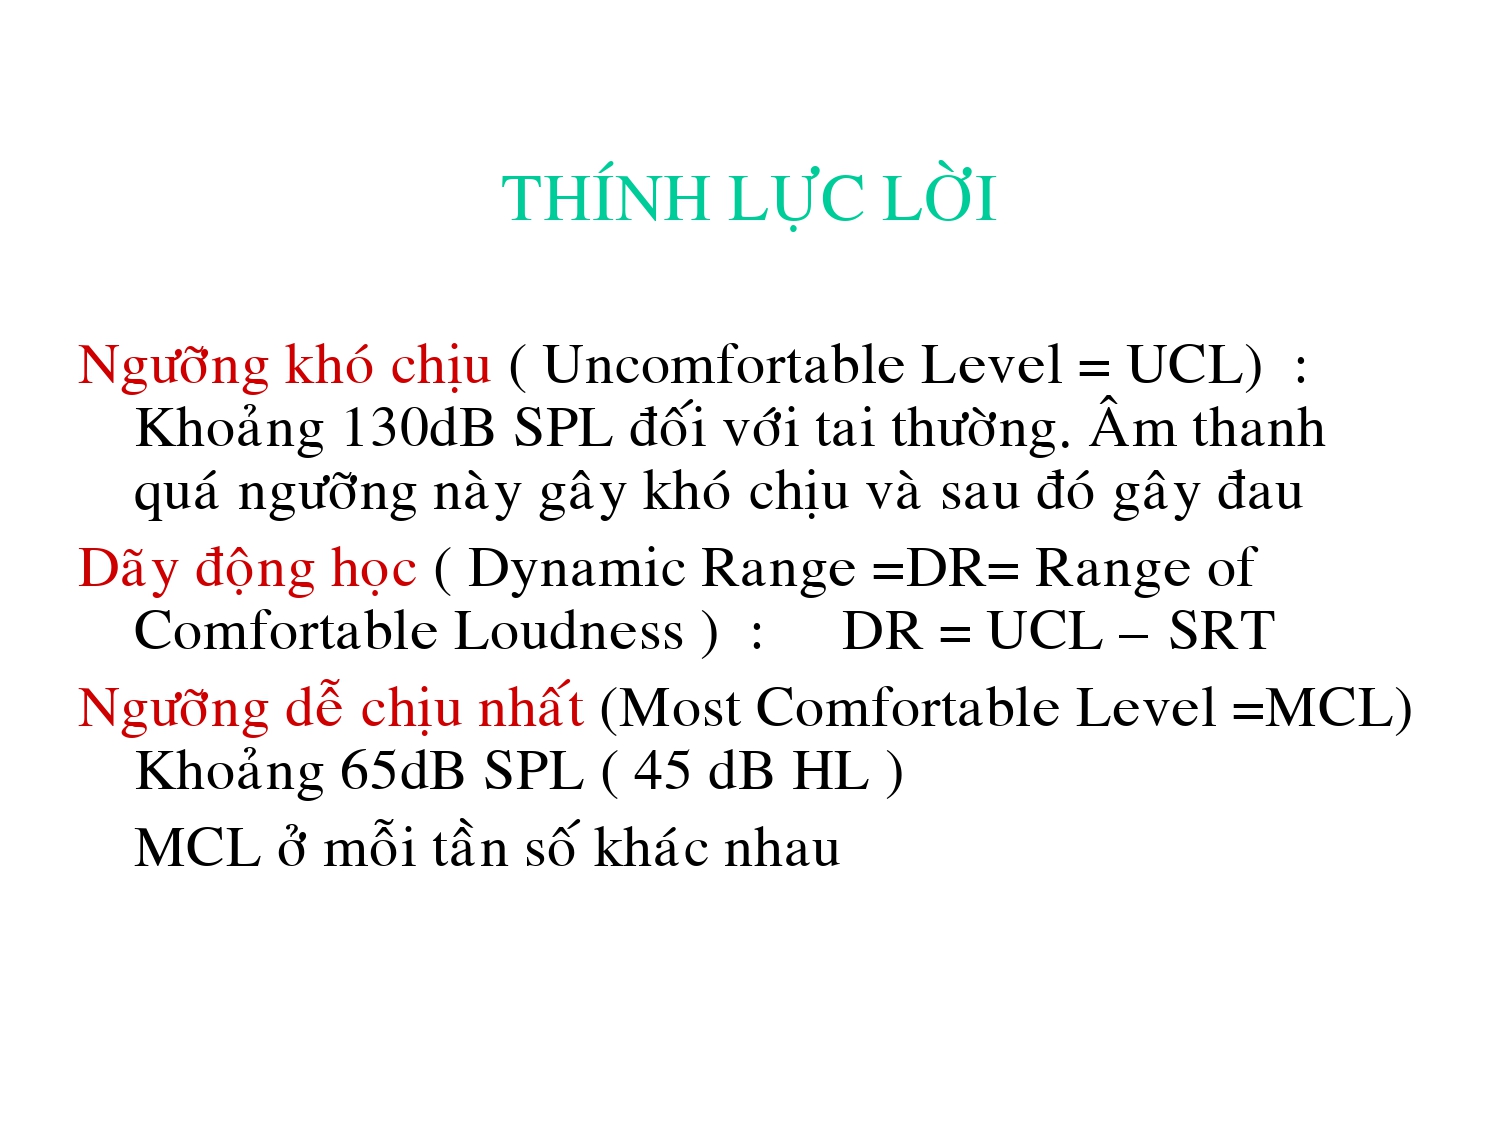 THÍNH LỰC LỜI
Ngưỡng khó chịu ( Uncomfortable Level = UCL)  :
Khoảng 130dB SPL đối với tai thường. Âm thanh
quá ngưỡng này gây khó chịu và sau đó gây đau
Dãy động học ( Dynamic Range =DR= Range of
Comfortable Loudness )  :     DR = UCL – SRT
Ngưỡng dễ chịu nhất (Most Comfortable Level =MCL)
Khoảng 65dB SPL ( 45 dB HL )
MCL ở mỗi tần số khác nhau